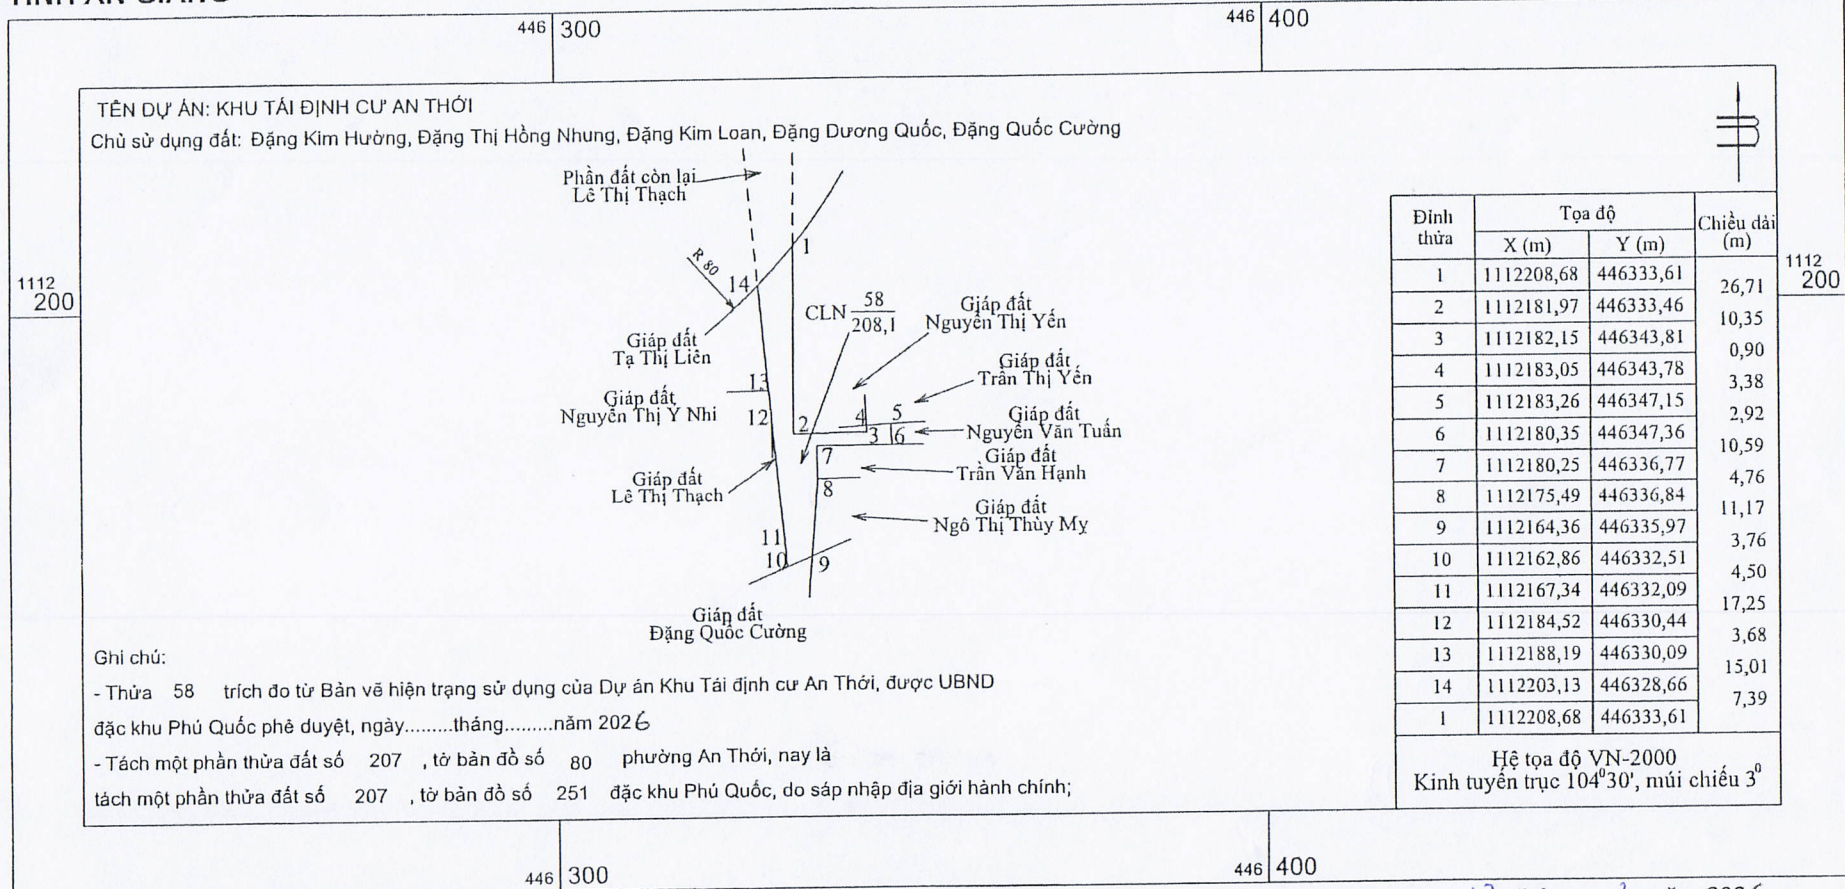 TỈNH AN GIANG
446 300
446 400
TÊN DỰ ÁN: KHU TÁI ĐỊNH CƯ AN THỚI
Chủ sử dụng đất: Đặng Kim Hường, Đặng Thị Hồng Nhung, Đặng Kim Loan, Đặng Dương Quốc, Đặng Quốc Cường
Phần đất còn lại
Lê Thị Thạch
1
R 80
14
1112
200
CLN 58
208,1
Giáp đất
Nguyễn Thị Yến
Giáp đất
Tạ Thị Liên
Giáp đất
Trần Thị Yến
13
Giáp đất
Nguyễn Thị Ý Nhi
12
2
4
5
3
6
Giáp đất
Nguyễn Văn Tuấn
7
Giáp đất
Trần Văn Hạnh
8
Giáp đất
Lê Thị Thạch
Giáp đất
Ngô Thị Thùy My
11
10
9
Giáp đất
Đặng Quốc Cường
Đỉnh thửa Tọa độ Chiều dài (m)
X (m) Y (m)
1 1112208,68 446333,61
26,71
2 1112181,97 446333,46
10,35
3 1112182,15 446343,81
0,90
4 1112183,05 446343,78
3,38
5 1112183,26 446347,15
2,92
6 1112180,35 446347,36
10,59
7 1112180,25 446336,77
4,76
8 1112175,49 446336,84
11,17
9 1112164,36 446335,97
3,76
10 1112162,86 446332,51
4,50
11 1112167,34 446332,09
17,25
12 1112184,52 446330,44
3,68
13 1112188,19 446330,09
15,01
14 1112203,13 446328,66
7,39
1 1112208,68 446333,61
1112
200
Hệ tọa độ VN-2000
Kinh tuyến trục 104⁰30', múi chiếu 3⁰
Ghi chú:
- Thửa 58 trích đo từ Bản vẽ hiện trạng sử dụng của Dự án Khu Tái định cư An Thới, được UBND
đặc khu Phú Quốc phê duyệt, ngày.........tháng.........năm 2026
- Tách một phần thửa đất số 207 , tờ bản đồ số 80 phường An Thới, nay là
tách một phần thửa đất số 207 , tờ bản đồ số 251 đặc khu Phú Quốc, do sáp nhập địa giới hành chính;
446 300
446 400